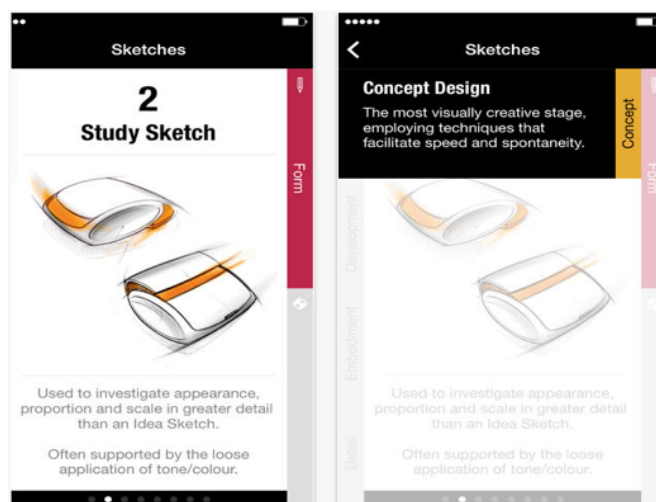 Sketches
2
Study Sketch
Form
Used to investigate appearance,
proportion and scale in greater detail
than an Idea Sketch.
Often supported by the loose
application of tone/colour.
Sketches
Concept Design
The most visually creative stage,
employing techniques that
facilitate speed and spontaneity.
Concept
Form
Development
Embodiment
Detail
Used to investigate appearance,
proportion and scale in greater detail
than an Idea Sketch.
Often supported by the loose
application of tone/colour.